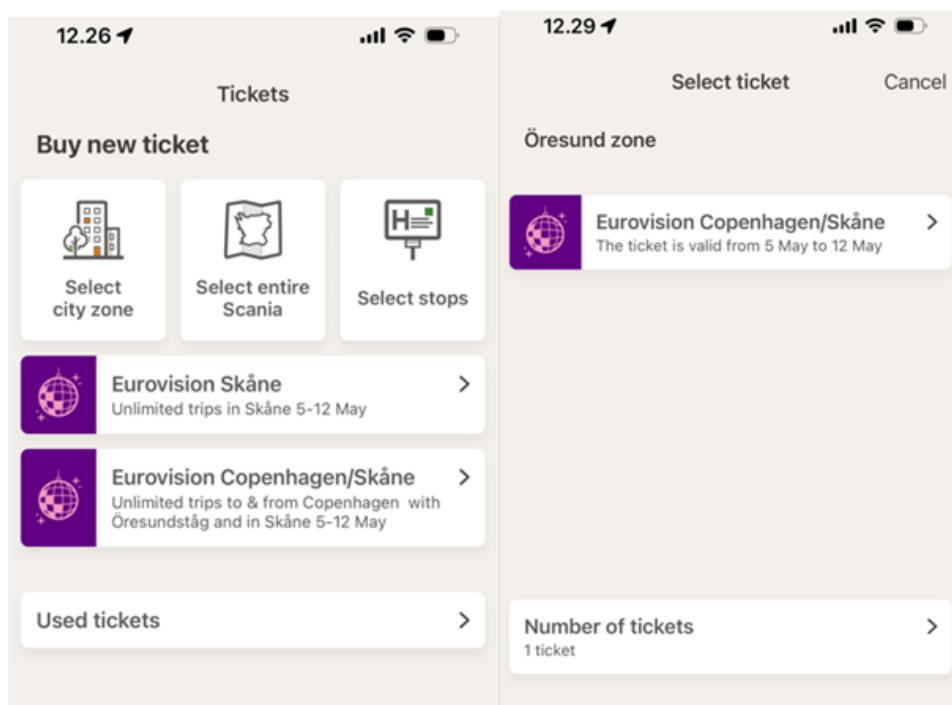 12.26
Tickets
Buy new ticket
Select
city zone
Select entire
Scania
Select stops
Eurovision Skåne
Unlimited trips in Skåne 5-12 May
Eurovision Copenhagen/Skåne
Unlimited trips to & from Copenhagen with
Öresundståg and in Skåne 5-12 May
Used tickets
12.29
Select ticket
Cancel
Öresund zone
Eurovision Copenhagen/Skåne
The ticket is valid from 5 May to 12 May
Number of tickets
1 ticket